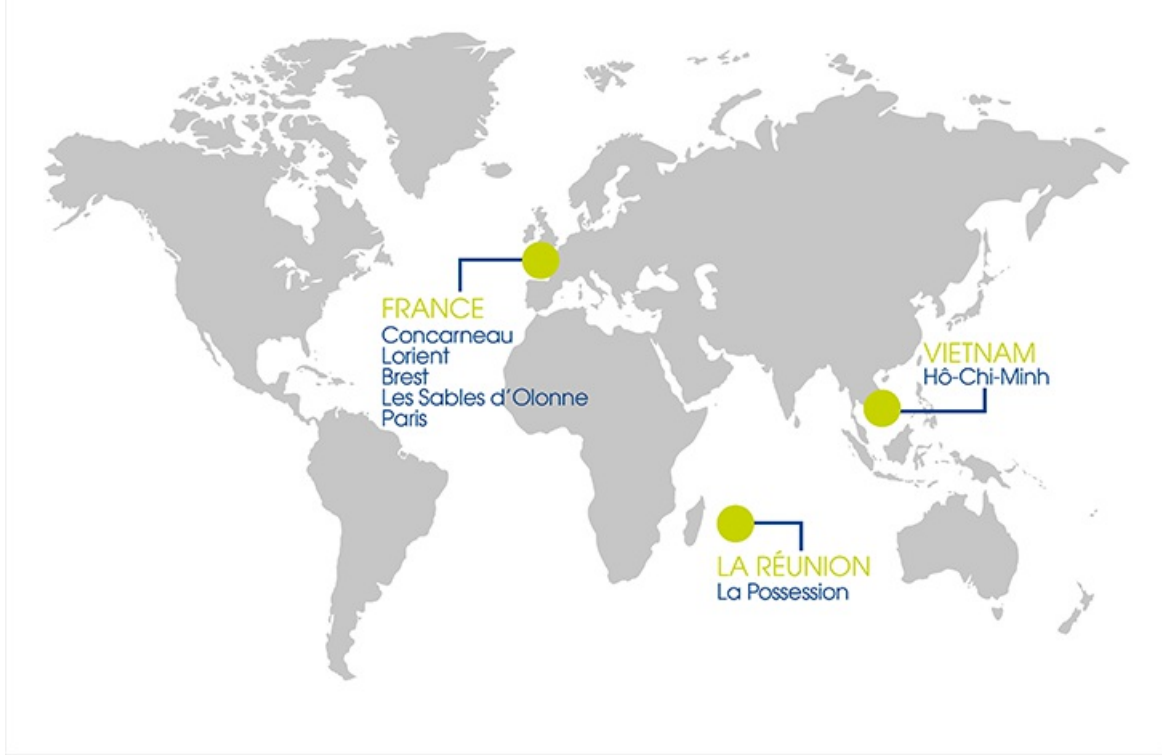 FRANCE
Concarneau
Lorient
Brest
Les Sables d'Olonne
Paris
VIETNAM
Hô-Chi-Minh
LA RÉUNION
La Possession